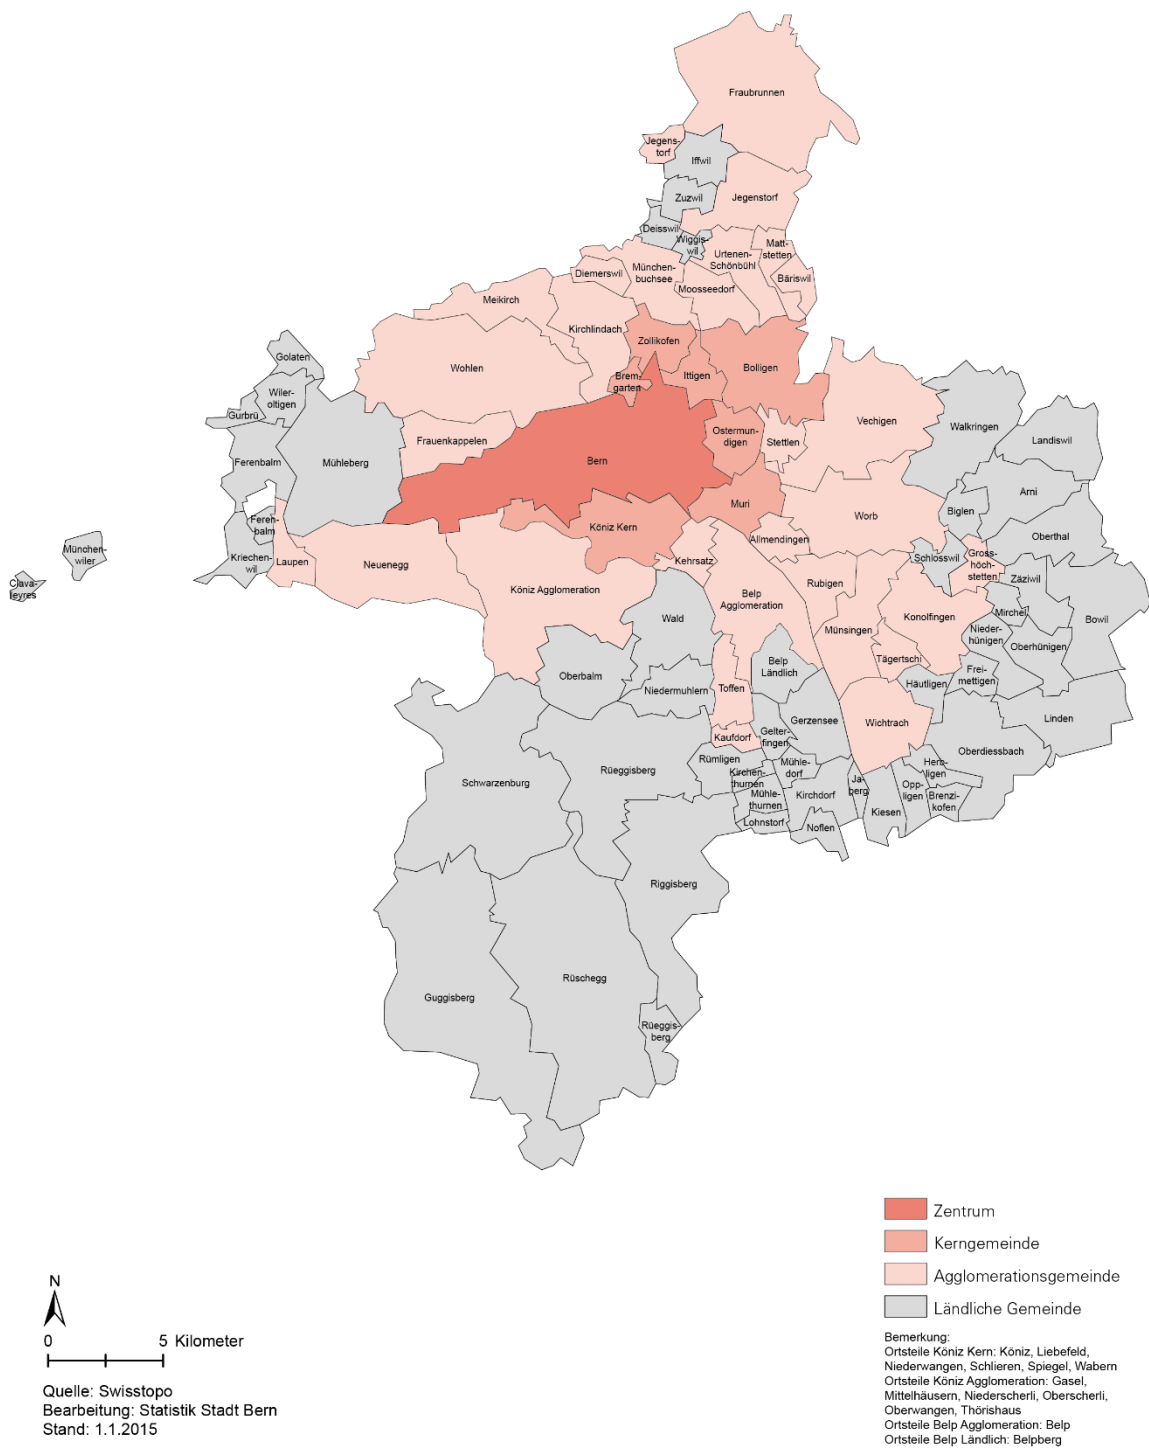 Fraubrunnen
Jegens-
torf
Iffwil
Zuzwil
Jegenstorf
Deisswil
Wiggis-
wil
Urtenen-
Schönbühl
Matt-
stetten
Bäriswil
München-
buchsee
Diemerswil
Moosseedorf
Meikirch
Kirchlindach
Zollikofen
Golaten
Wohlen
Brem-
garten
Ittigen
Bolligen
Wiler-
oltigen
Gurbrü
Frauenkappelen
Ostermun-
digen
Stettlen
Vechigen
Walkringen
Landiswil
Ferenbalm
Mühleberg
Bern
Arni
Muri
Worb
Biglen
Feren-
balm
Köniz Kern
Allmendingen
Oberthal
München-
wiler
Kriechen-
wil
Laupen
Neuenegg
Kehrsatz
Schlosswil
Gross-
höch-
stetten
Clava-
leyres
Köniz Agglomeration
Belp
Agglomeration
Rubigen
Zäziwil
Wald
Münsingen
Konolfingen
Mirchel
Bowil
Nieder-
hünigen
Oberhünigen
Tägertschi
Oberbalm
Niedermuhlern
Belp
Ländlich
Frei-
mettigen
Häutligen
Toffen
Gerzensee
Wichtrach
Linden
Kaufdorf
Gelter-
fingen
Oberdiessbach
Schwarzenburg
Rüeggisberg
Rümligen
Kirchen-
thurnen
Mühle-
dorf
Ja-
berg
Herb-
ligen
Opp-
ligen
Brenzi-
kofen
Mühle-
thurnen
Kirchdorf
Kiesen
Lohnstorf
Noflen
Riggisberg
Guggisberg
Rüschegg
Rüeggis-
berg
Zentrum
Kerngemeinde
Agglomerationsgemeinde
Ländliche Gemeinde
N
0 5 Kilometer
Quelle: Swisstopo
Bearbeitung: Statistik Stadt Bern
Stand: 1.1.2015
Bemerkung:
Ortsteile Köniz Kern: Köniz, Liebefeld,
Niederwangen, Schlieren, Spiegel, Wabern
Ortsteile Köniz Agglomeration: Gasel,
Mittelhäusern, Niederscherli, Oberscherli,
Oberwangen, Thörishaus
Ortsteile Belp Agglomeration: Belp
Ortsteile Belp Ländlich: Belpberg